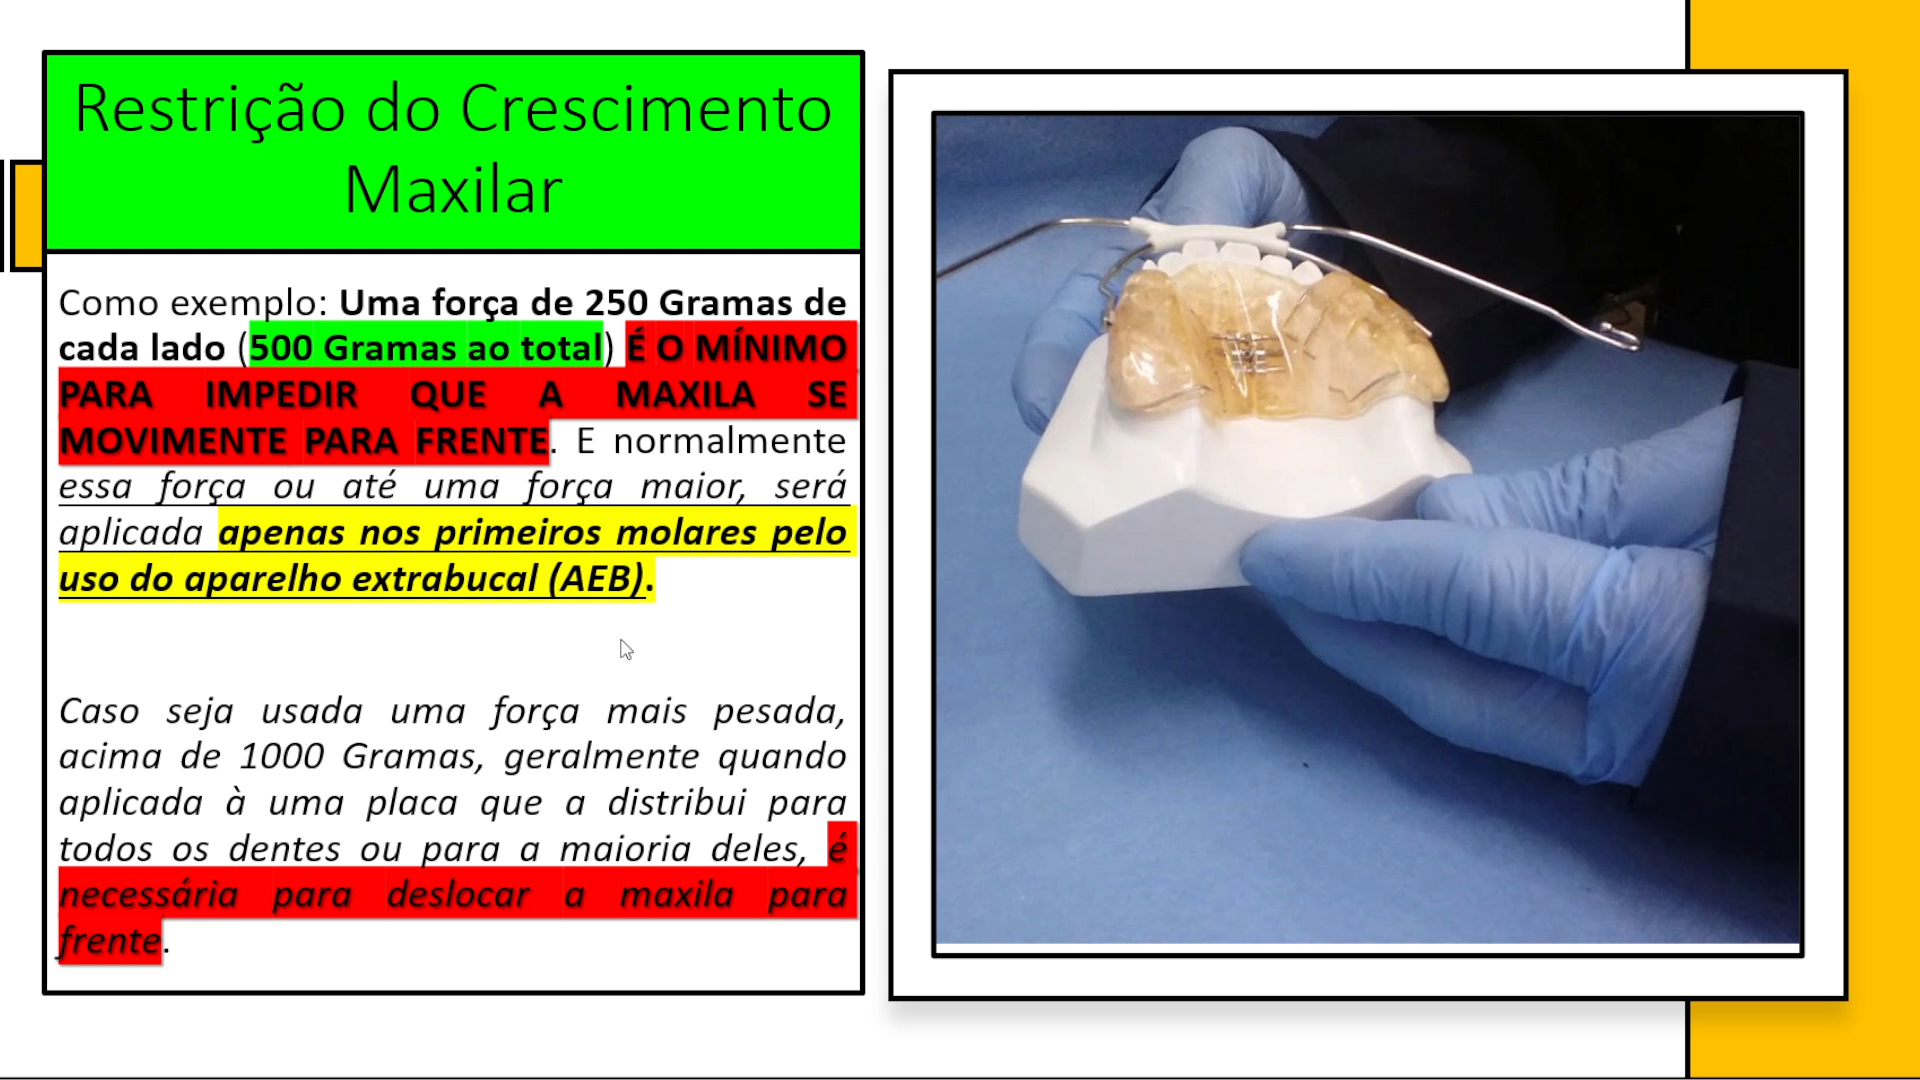 Restrição do Crescimento
Maxilar
Como exemplo: Uma força de 250 Gramas de
cada lado (500 Gramas ao total) É O MÍNIMO
PARA IMPEDIR QUE A MAXILA SE
MOVIMENTE PARA FRENTE. E normalmente
essa força ou até uma força maior, será
aplicada apenas nos primeiros molares pelo
uso do aparelho extrabucal (AEB).
Caso seja usada uma força mais pesada,
acima de 1000 Gramas, geralmente quando
aplicada à uma placa que a distribui para
todos os dentes ou para a maioria deles, é
necessária para deslocar a maxila para
frente.